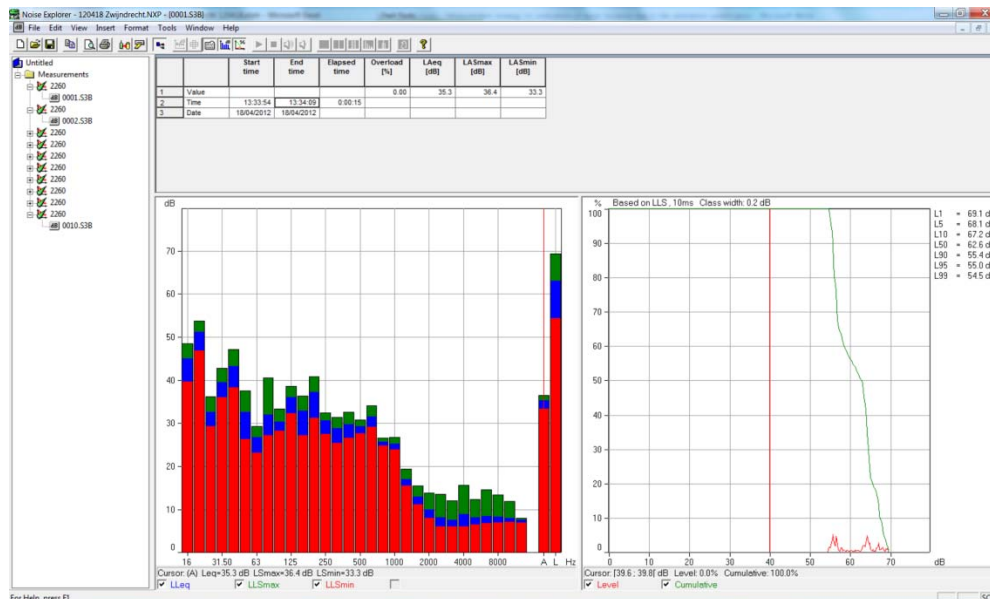 Noise Explorer - 120418 Zwijndrecht.NXP - [0001.S3B]
File Edit View Insert Format Tools Window Help
Untitled
Measurements
2260
0001.S3B
2260
0002.S3B
2260
2260
2260
2260
2260
2260
2260
2260
0010.S3B
Start time End time Elapsed time Overload [%] LAeq [dB] LASmax [dB] LASmin [dB]
1 Value 0.00 35.3 36.4 33.3
2 Time 13:33:54 13:34:09 0:00:15
3 Date 18/04/2012 18/04/2012
dB
70
60
50
40
30
20
10
0
16 31.50 63 125 250 500 1000 2000 4000 8000 A L Hz
Cursor: (A) Leq=35.3 dB LSmax=36.4 dB LSmin=33.3 dB
LLeq LLSmax LLSmin
% Based on LLS , 10ms Class width: 0.2 dB
100
90
80
70
60
50
40
30
20
10
0
0 10 20 30 40 50 60 70 dB
L1 = 69.1 d
L5 = 68.1 d
L10 = 67.2 d
L50 = 62.6 d
L90 = 55.4 d
L95 = 55.0 d
L99 = 54.5 d
Cursor: [39.6 ; 39.8[ dB Level: 0.0% Cumulative: 100.0%
Level Cumulative
For Help, press F1